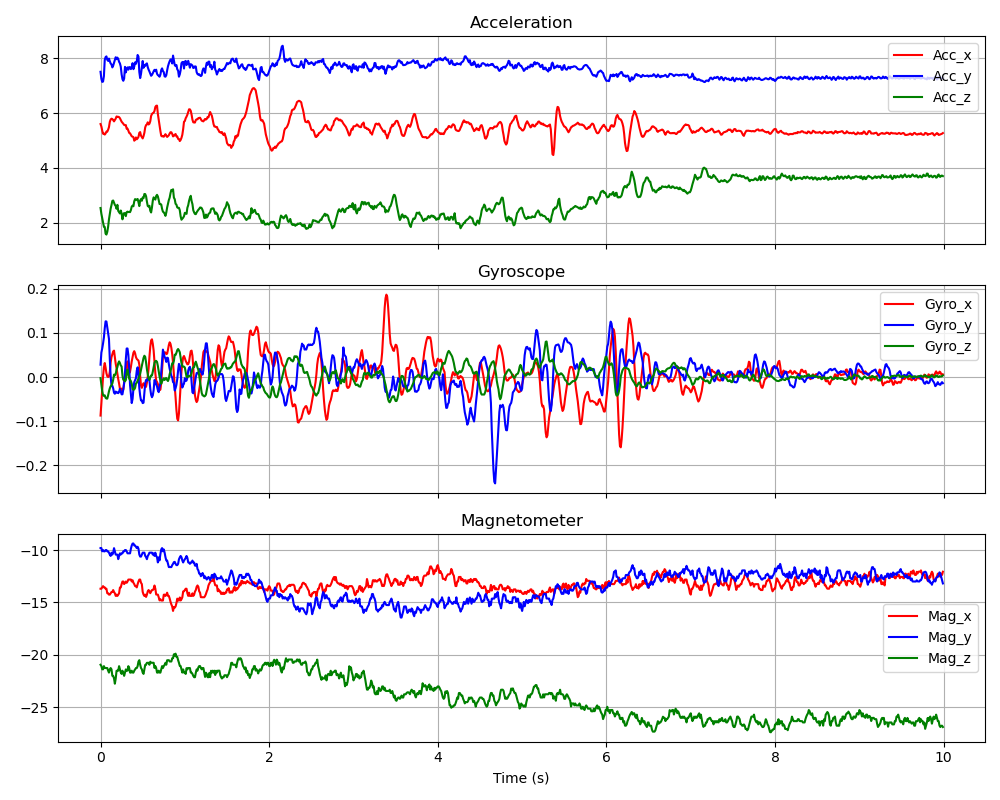 Acceleration
8
6
4
2
Acc_x
Acc_y
Acc_z
Gyroscope
0.2
0.1
0.0
−0.1
−0.2
Gyro_x
Gyro_y
Gyro_z
Magnetometer
−10
−15
−20
−25
Mag_x
Mag_y
Mag_z
0 2 4 6 8 10
Time (s)